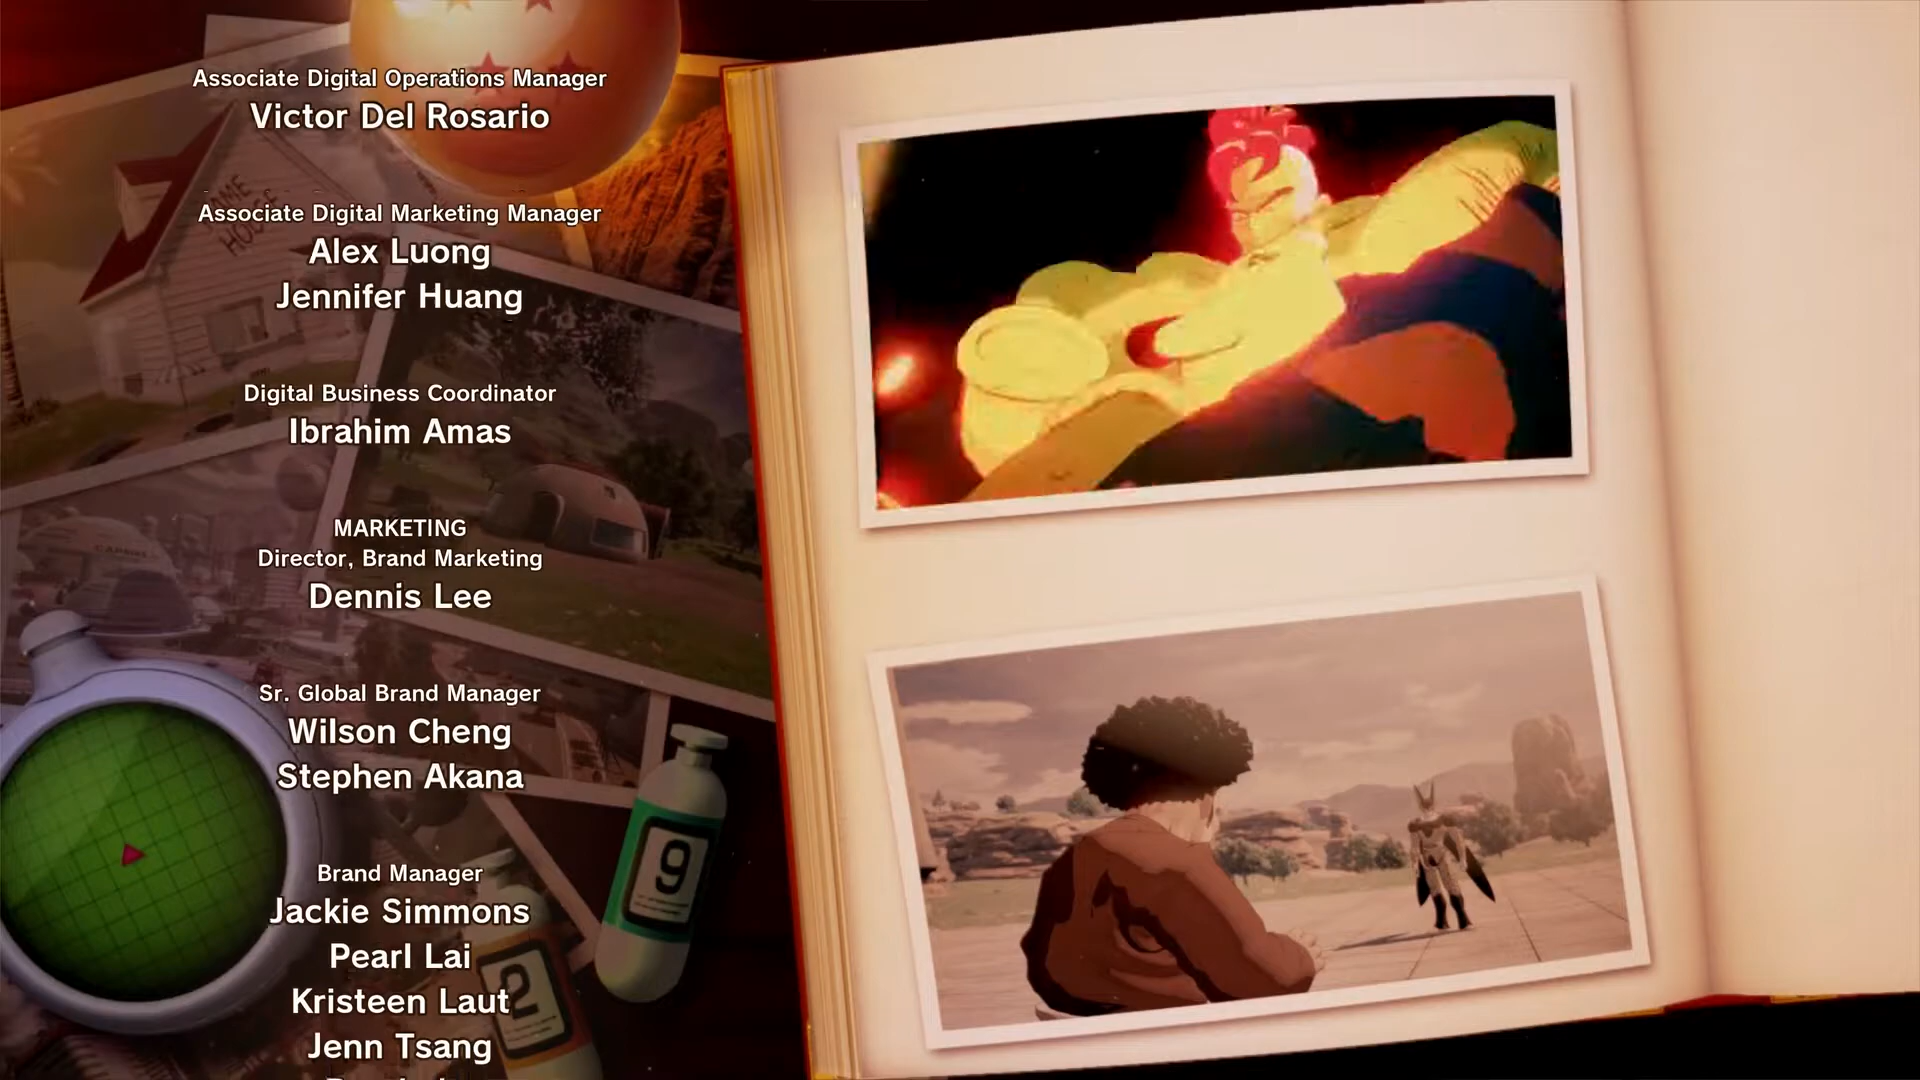 Associate Digital Operations Manager
Victor Del Rosario
Associate Digital Marketing Manager
Alex Luong
Jennifer Huang
Digital Business Coordinator
Ibrahim Amas
MARKETING
Director, Brand Marketing
Dennis Lee
Sr. Global Brand Manager
Wilson Cheng
Stephen Akana
Brand Manager
Jackie Simmons
Pearl Lai
Kristeen Laut
Jenn Tsang
HOUSE
9
2